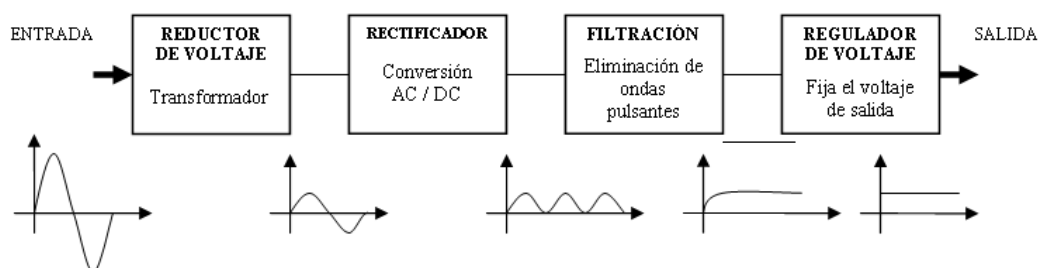 ENTRADA
REDUCTOR
DE VOLTAJE
Transformador
RECTIFICADOR
Conversión
AC / DC
FILTRACIÓN
Eliminación de
ondas
pulsantes
REGULADOR
DE VOLTAJE
Fija el voltaje
de salida
SALIDA